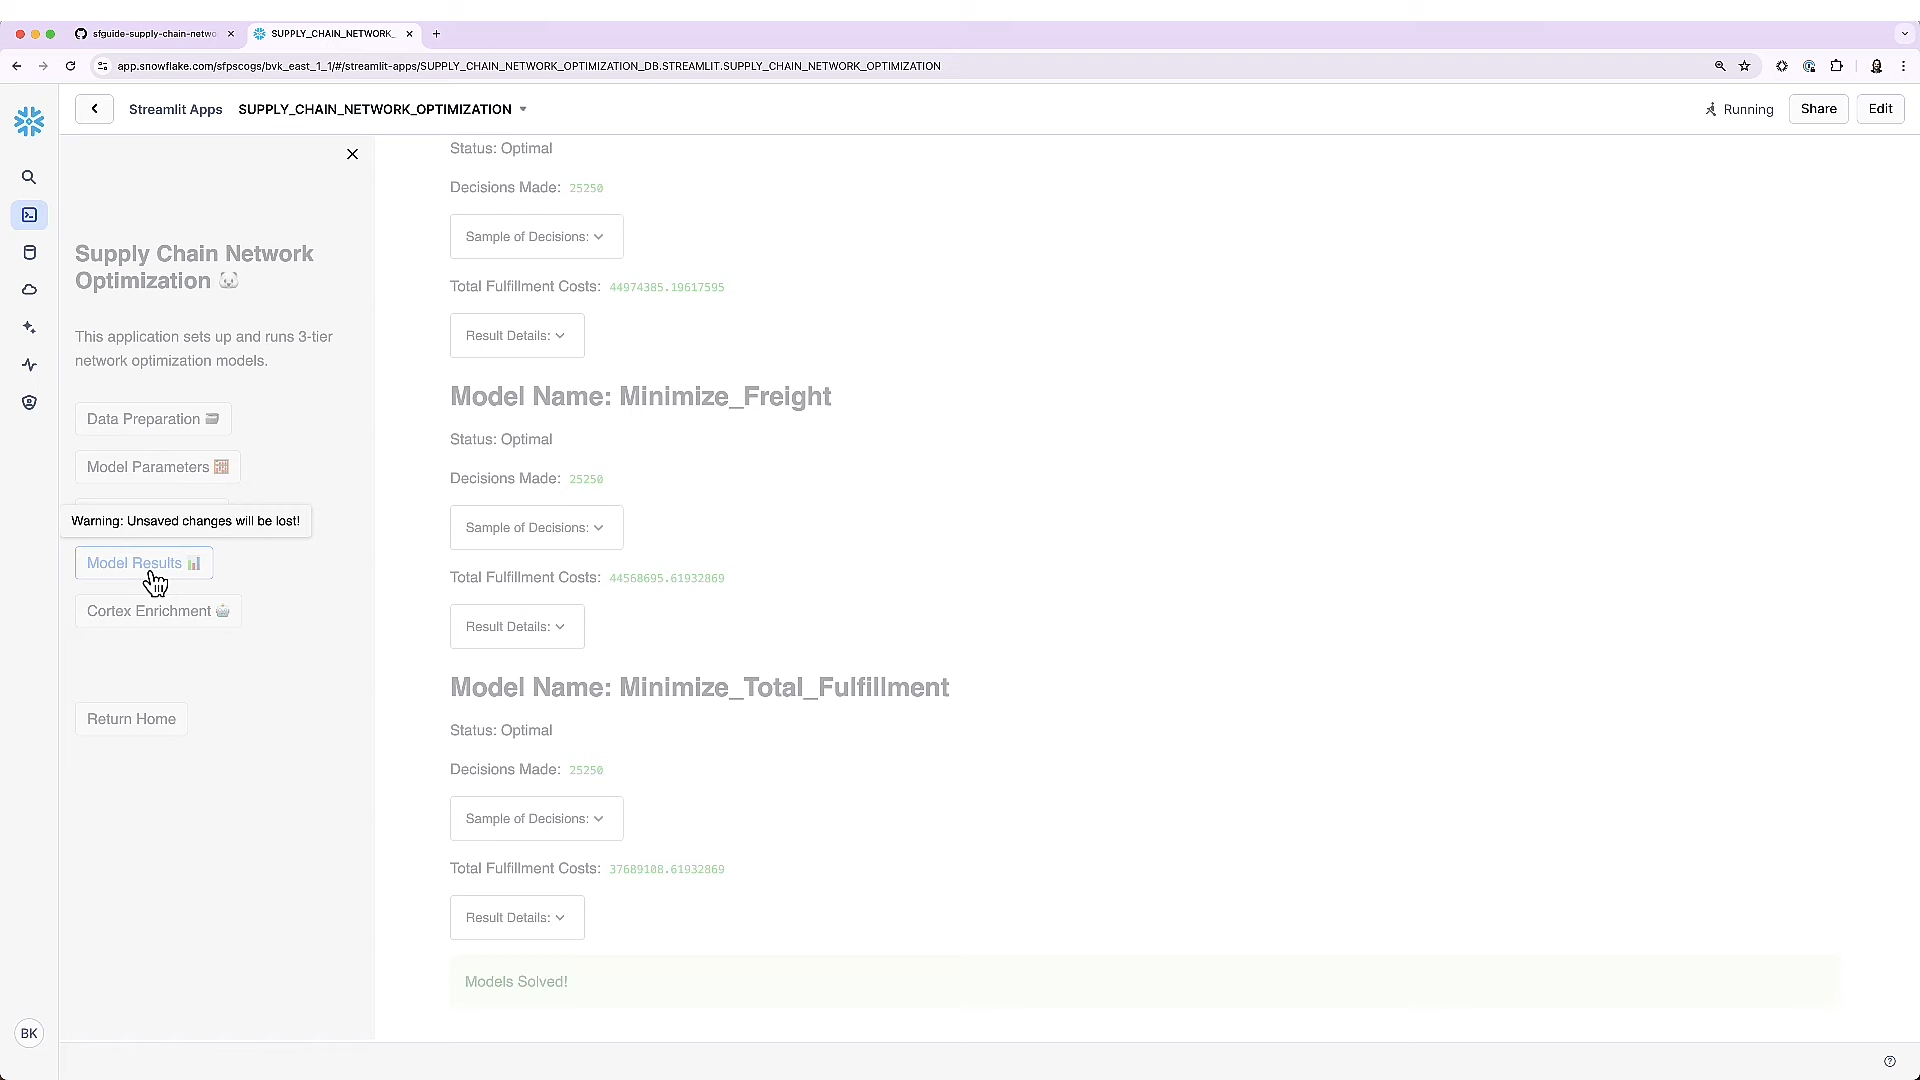 sfguide-supply-chain-netwo
SUPPLY_CHAIN_NETWORK_
app.snowflake.com/sfpscogs/bvk_east_1_1/#/streamlit-apps/SUPPLY_CHAIN_NETWORK_OPTIMIZATION_DB.STREAMLIT.SUPPLY_CHAIN_NETWORK_OPTIMIZATION
Streamlit Apps
SUPPLY_CHAIN_NETWORK_OPTIMIZATION
Running
Share
Edit
Supply Chain Network
Optimization
This application sets up and runs 3-tier
network optimization models.
Data Preparation
Model Parameters
Warning: Unsaved changes will be lost!
Model Results
Cortex Enrichment
Return Home
BK
Status: Optimal
Decisions Made: 25250
Sample of Decisions:
Total Fulfillment Costs: 44974385.19617595
Result Details:
Model Name: Minimize_Freight
Status: Optimal
Decisions Made: 25250
Sample of Decisions:
Total Fulfillment Costs: 44568695.61932869
Result Details:
Model Name: Minimize_Total_Fulfillment
Status: Optimal
Decisions Made: 25250
Sample of Decisions:
Total Fulfillment Costs: 37689108.61932869
Result Details:
Models Solved!